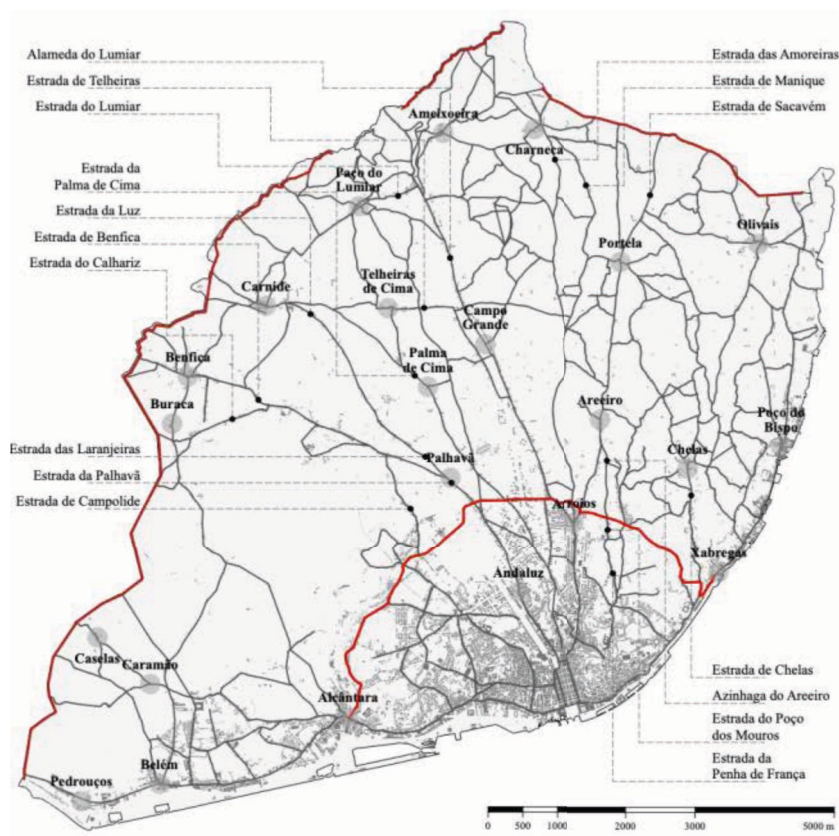 Alameda do Lumiar
Estrada de Telheiras
Estrada do Lumiar
Estrada da
Palma de Cima
Estrada da Luz
Estrada de Benfica
Estrada do Calhariz
Estrada das Laranjeiras
Estrada da Palhavã
Estrada de Campolide
Estrada das Amoreiras
Estrada de Manique
Estrada de Sacavém
Ameixoeira
Charneca
Paço do
Lumiar
Olivais
Portela
Carnide
Telheiras
de Cima
Campo
Grande
Benfica
Palma
de Cima
Buraca
Areeiro
Poço do
Bispo
Chelas
Palhavã
Arroios
Xabregas
Andaluz
Caselas
Caramão
Alcântara
Belém
Pedrouços
Estrada de Chelas
Azinhaga do Areeiro
Estrada do Poço
dos Mouros
Estrada da
Penha de França
0 500 1000 2000 3000 5000 m